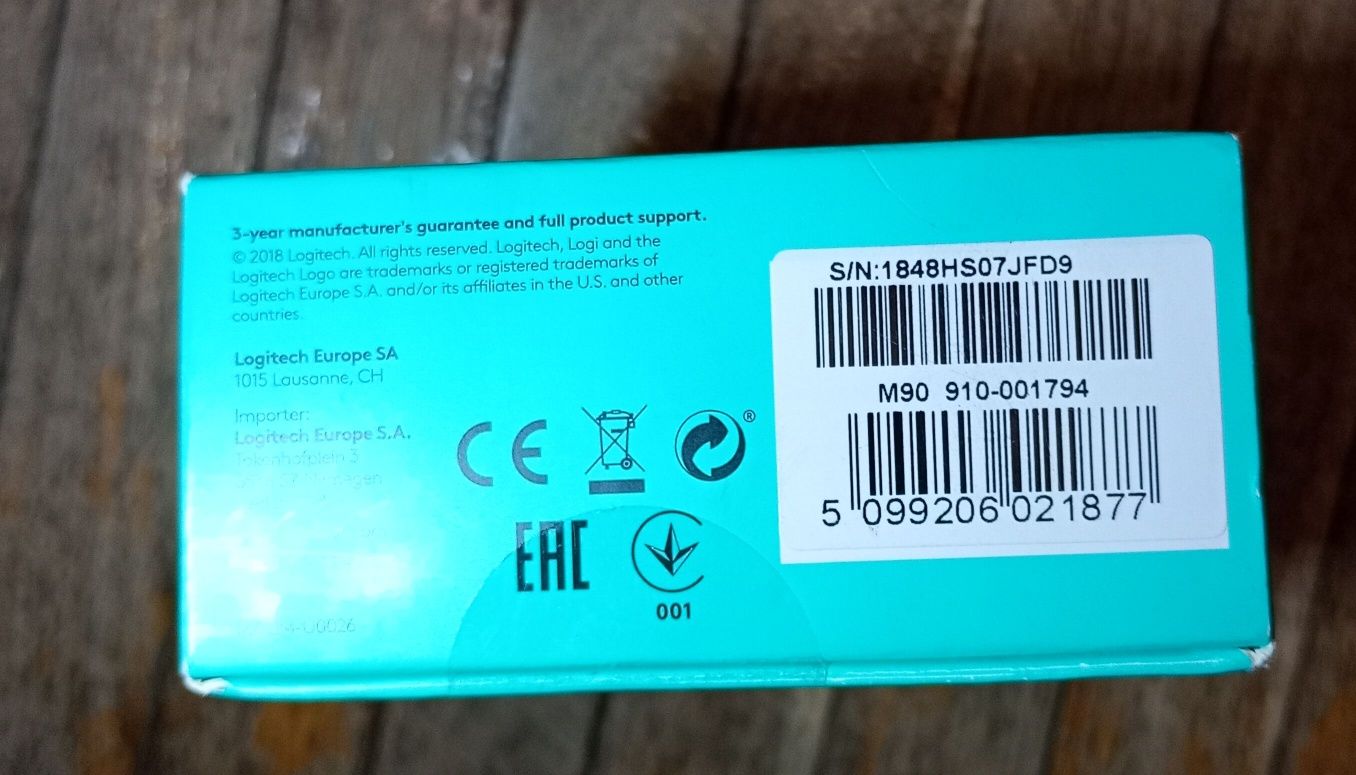 3-year manufacturer's guarantee and full product support.
© 2018 Logitech. All rights reserved. Logitech, Logi and the
Logitech Logo are trademarks or registered trademarks of
Logitech Europe S.A. and/or its affiliates in the U.S. and other
countries.
Logitech Europe SA
1015 Lausanne, CH
Importer:
Logitech Europe S.A.
3
CE
®
EAC
001
S/N:1848HS07JFD9
M90 910-001794
5 099206 021877